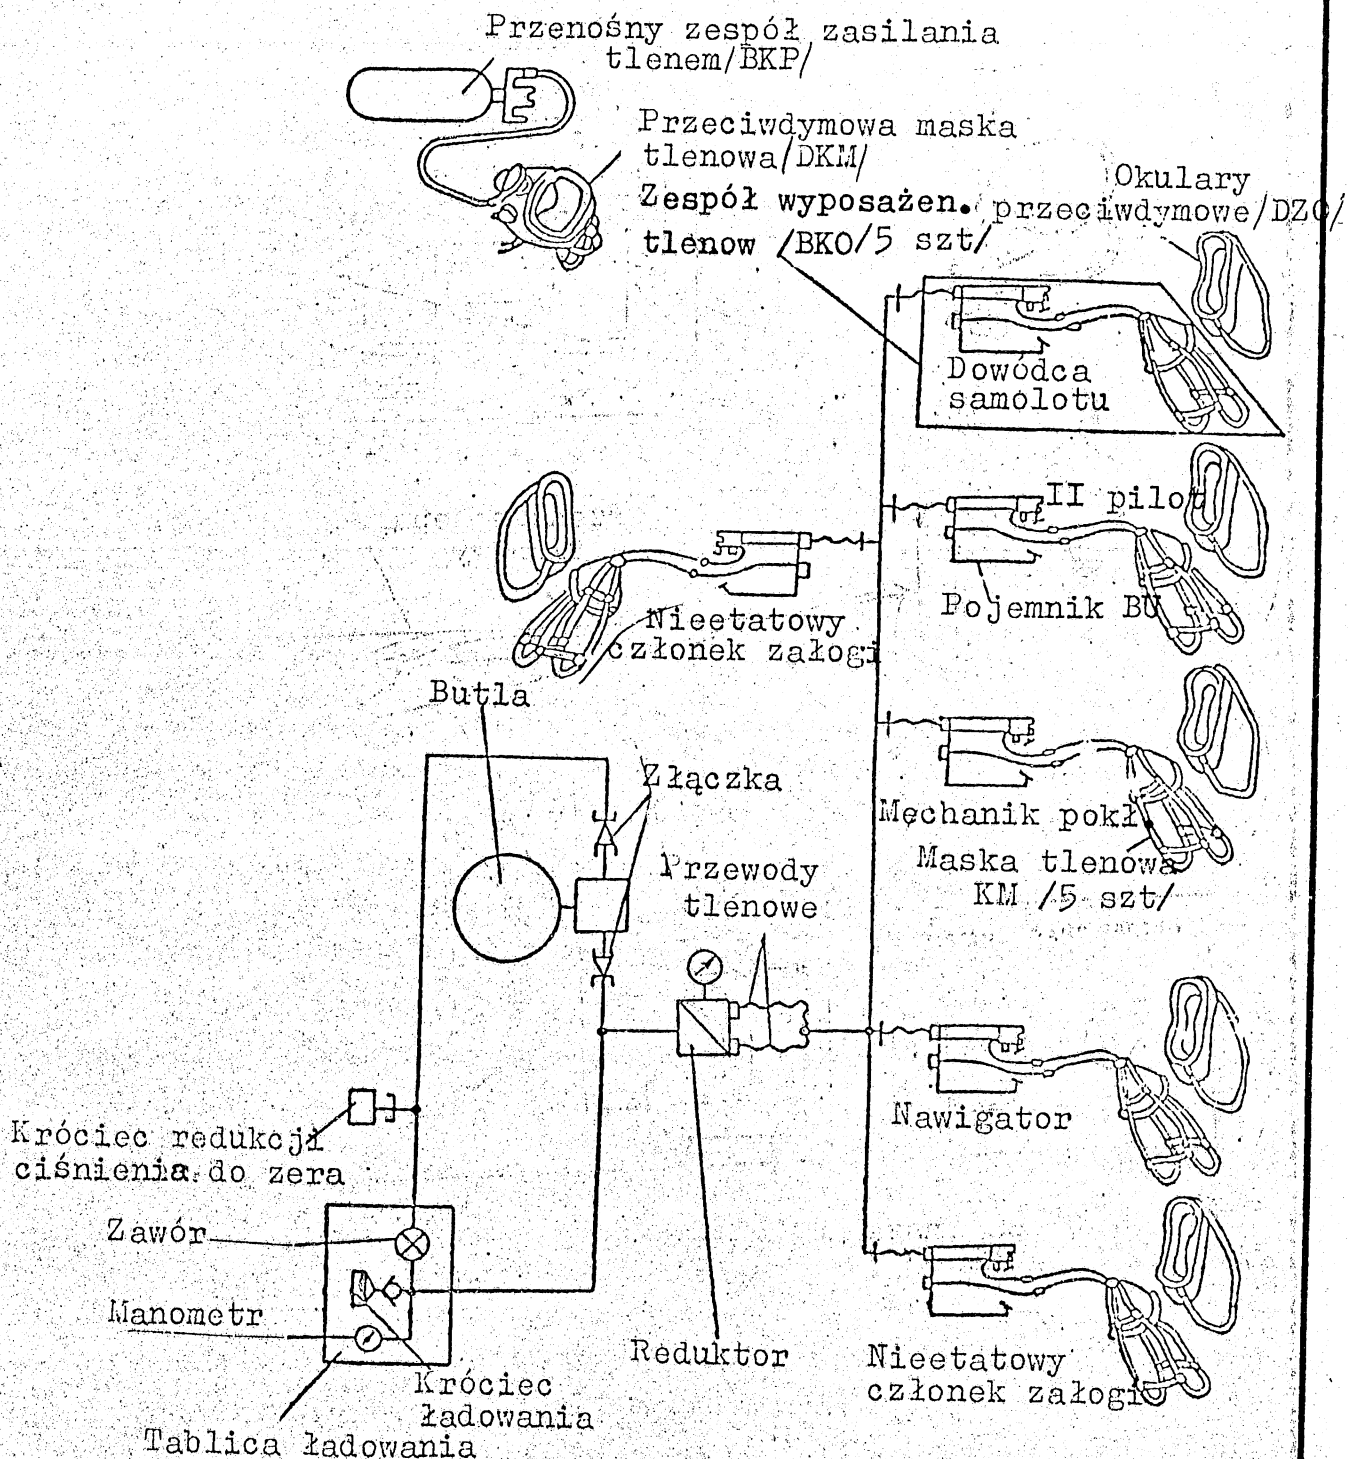 Przenośny zespół zasilania
tlenem/BKP/
Przeciwdymowa maska
tlenowa/DKM/
Zespół wyposażen.
tlenow /BKO/5 szt/
Okulary
przeciwdymowe/DZO/
Dowódca
samolotu
II pilot
Pojemnik BU
Nieetatowy
członek załogi
Butla
Złączka
Mechanik pokł.
Maska tlenowa
KM /5 szt/
Przewody
tlenowe
Nawigator
Króciec redukcji
ciśnienia do zera
Zawór
Manometr
Reduktor
Nieetatowy
członek załogi
Króciec
ładowania
Tablica ładowania